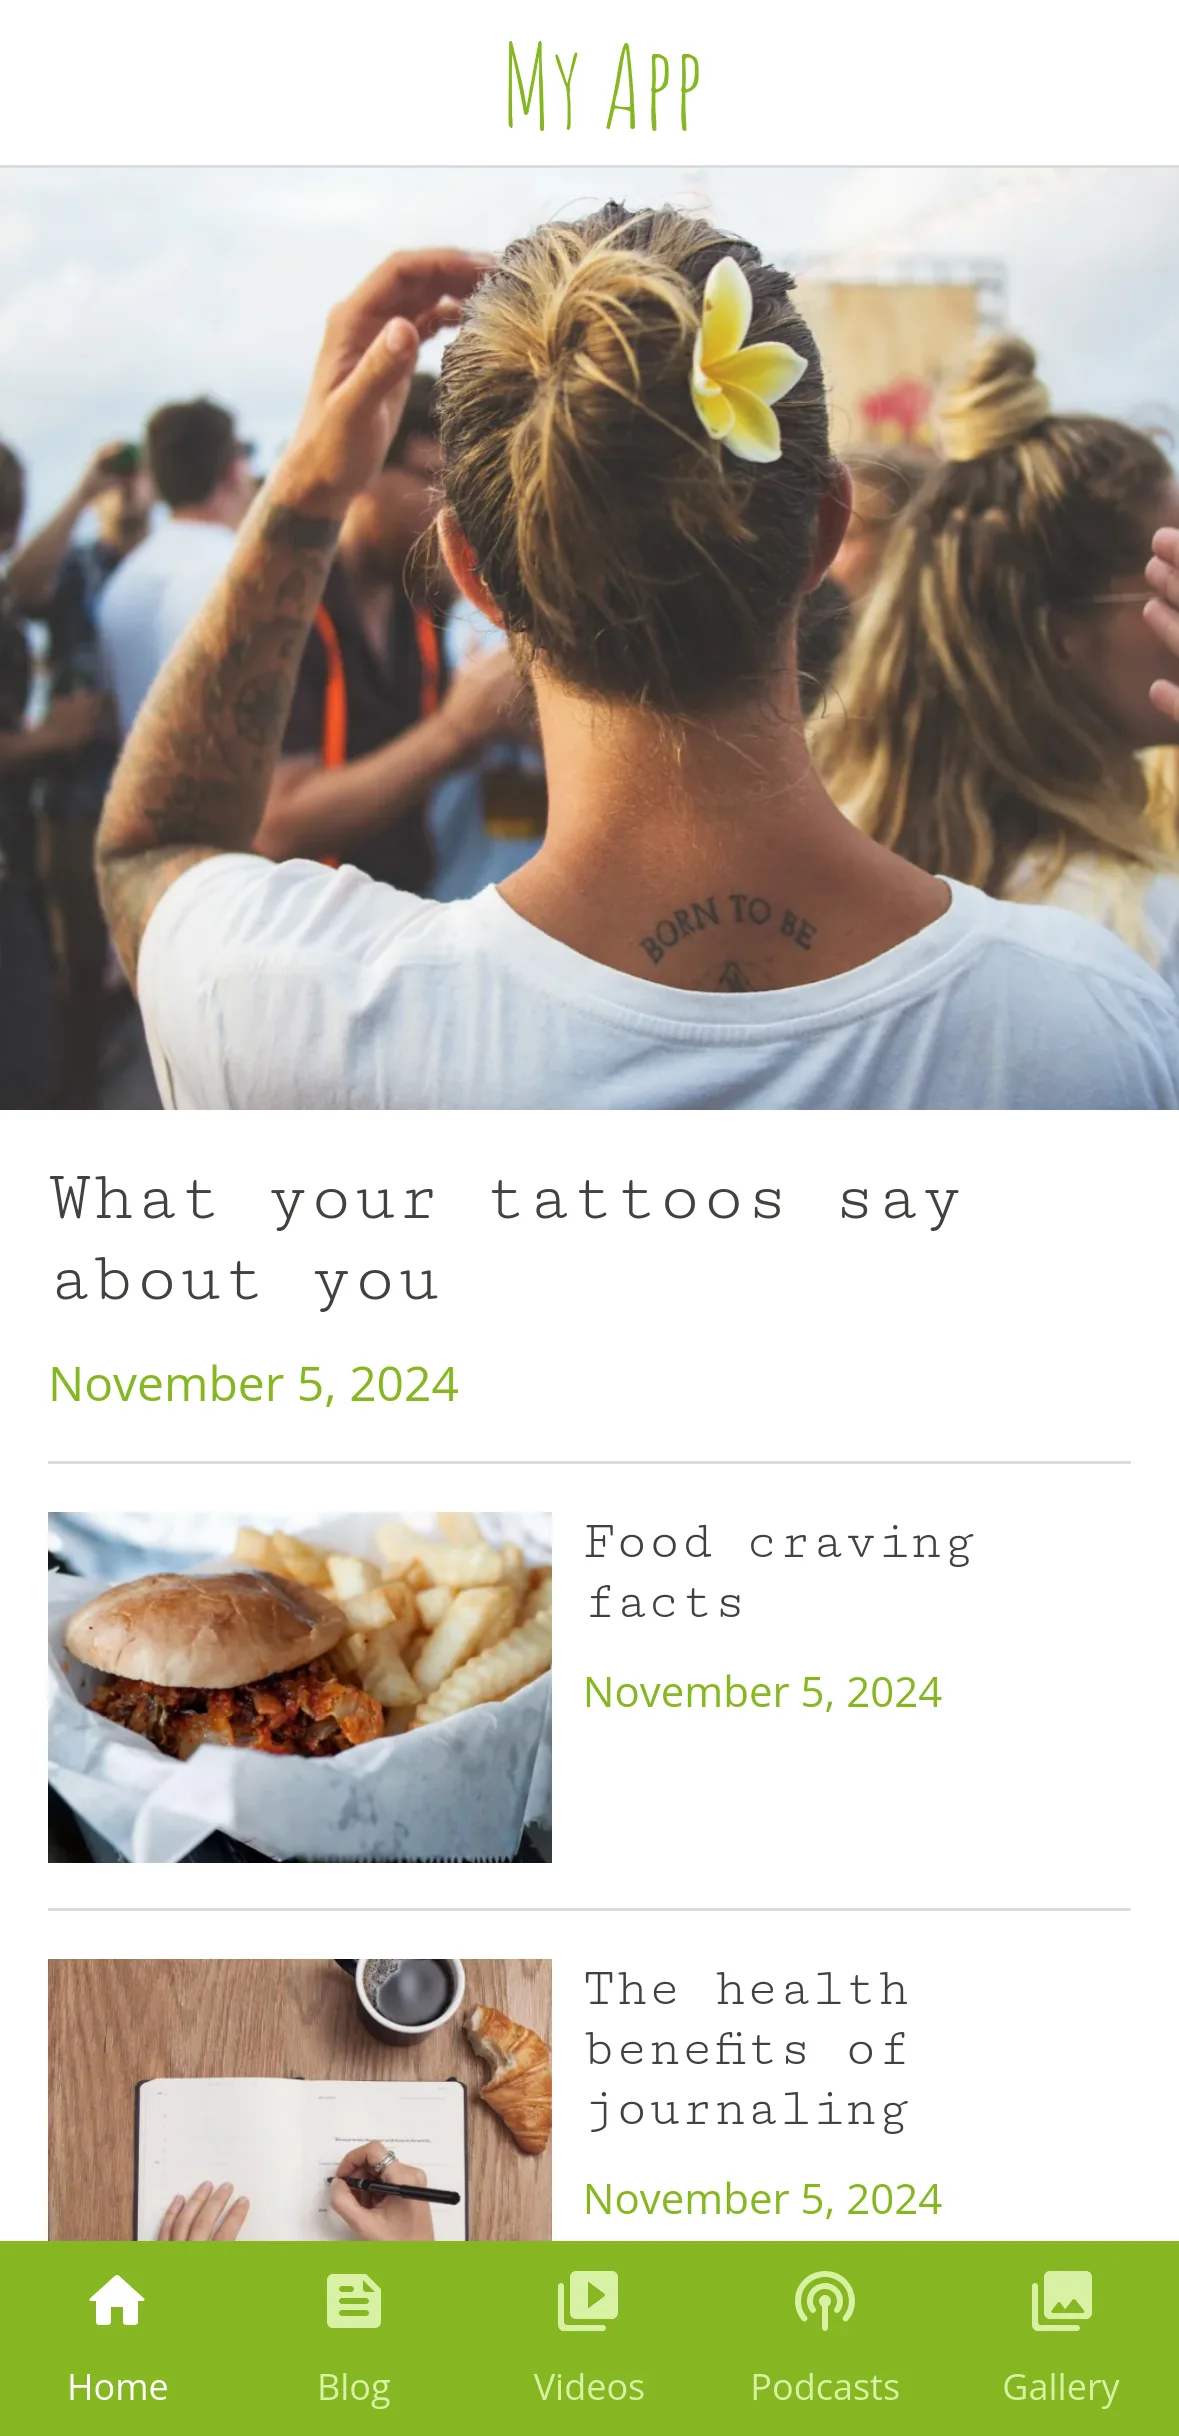 My App
BORN TO BE
What your tattoos say
about you
November 5, 2024
Food craving
facts
November 5, 2024
The health
benefits of
journaling
November 5, 2024
Home
Blog
Videos
Podcasts
Gallery